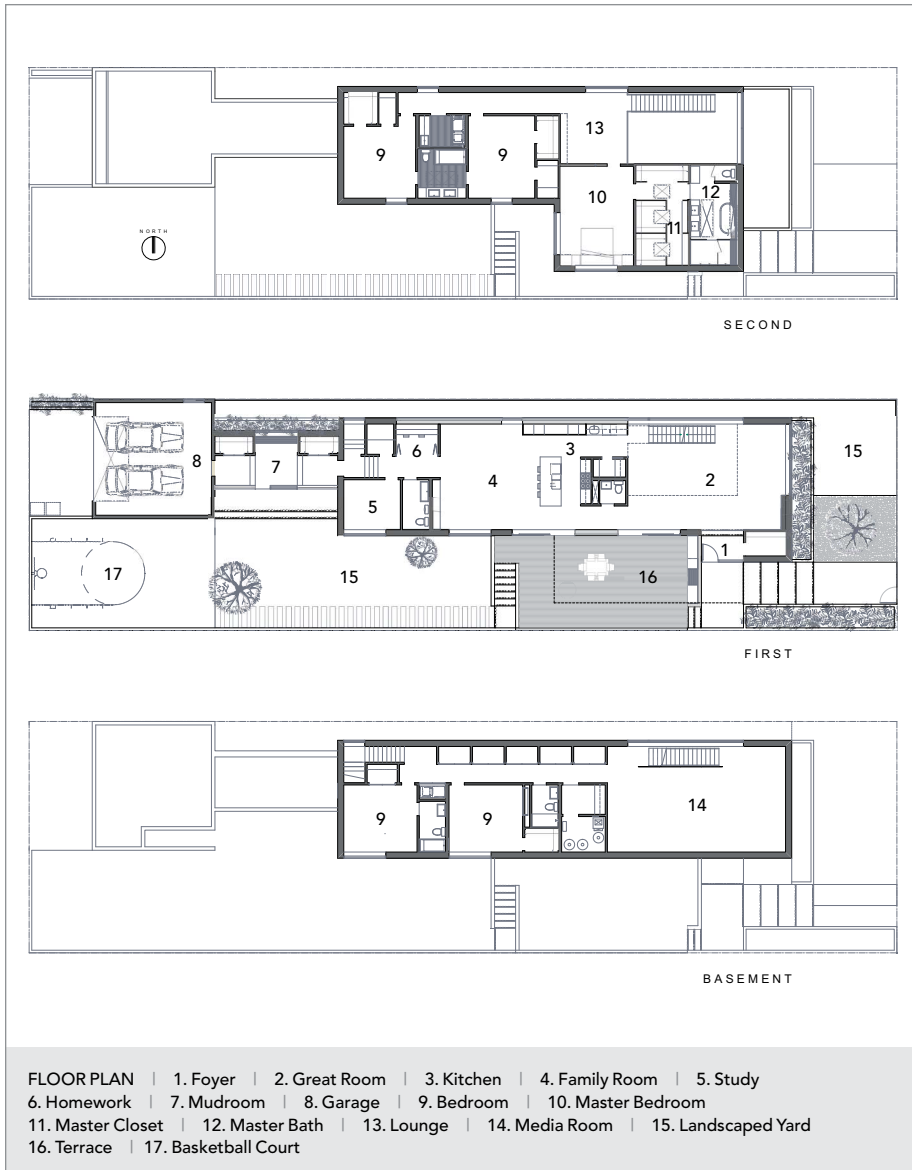 13
9
9
10
12
11
NORTH
SECOND
8
7
6
3
4
2
15
5
1
17
15
16
FIRST
14
9
9
BASEMENT
FLOOR PLAN | 1. Foyer | 2. Great Room | 3. Kitchen | 4. Family Room | 5. Study
6. Homework | 7. Mudroom | 8. Garage | 9. Bedroom | 10. Master Bedroom
11. Master Closet | 12. Master Bath | 13. Lounge | 14. Media Room | 15. Landscaped Yard
16. Terrace | 17. Basketball Court